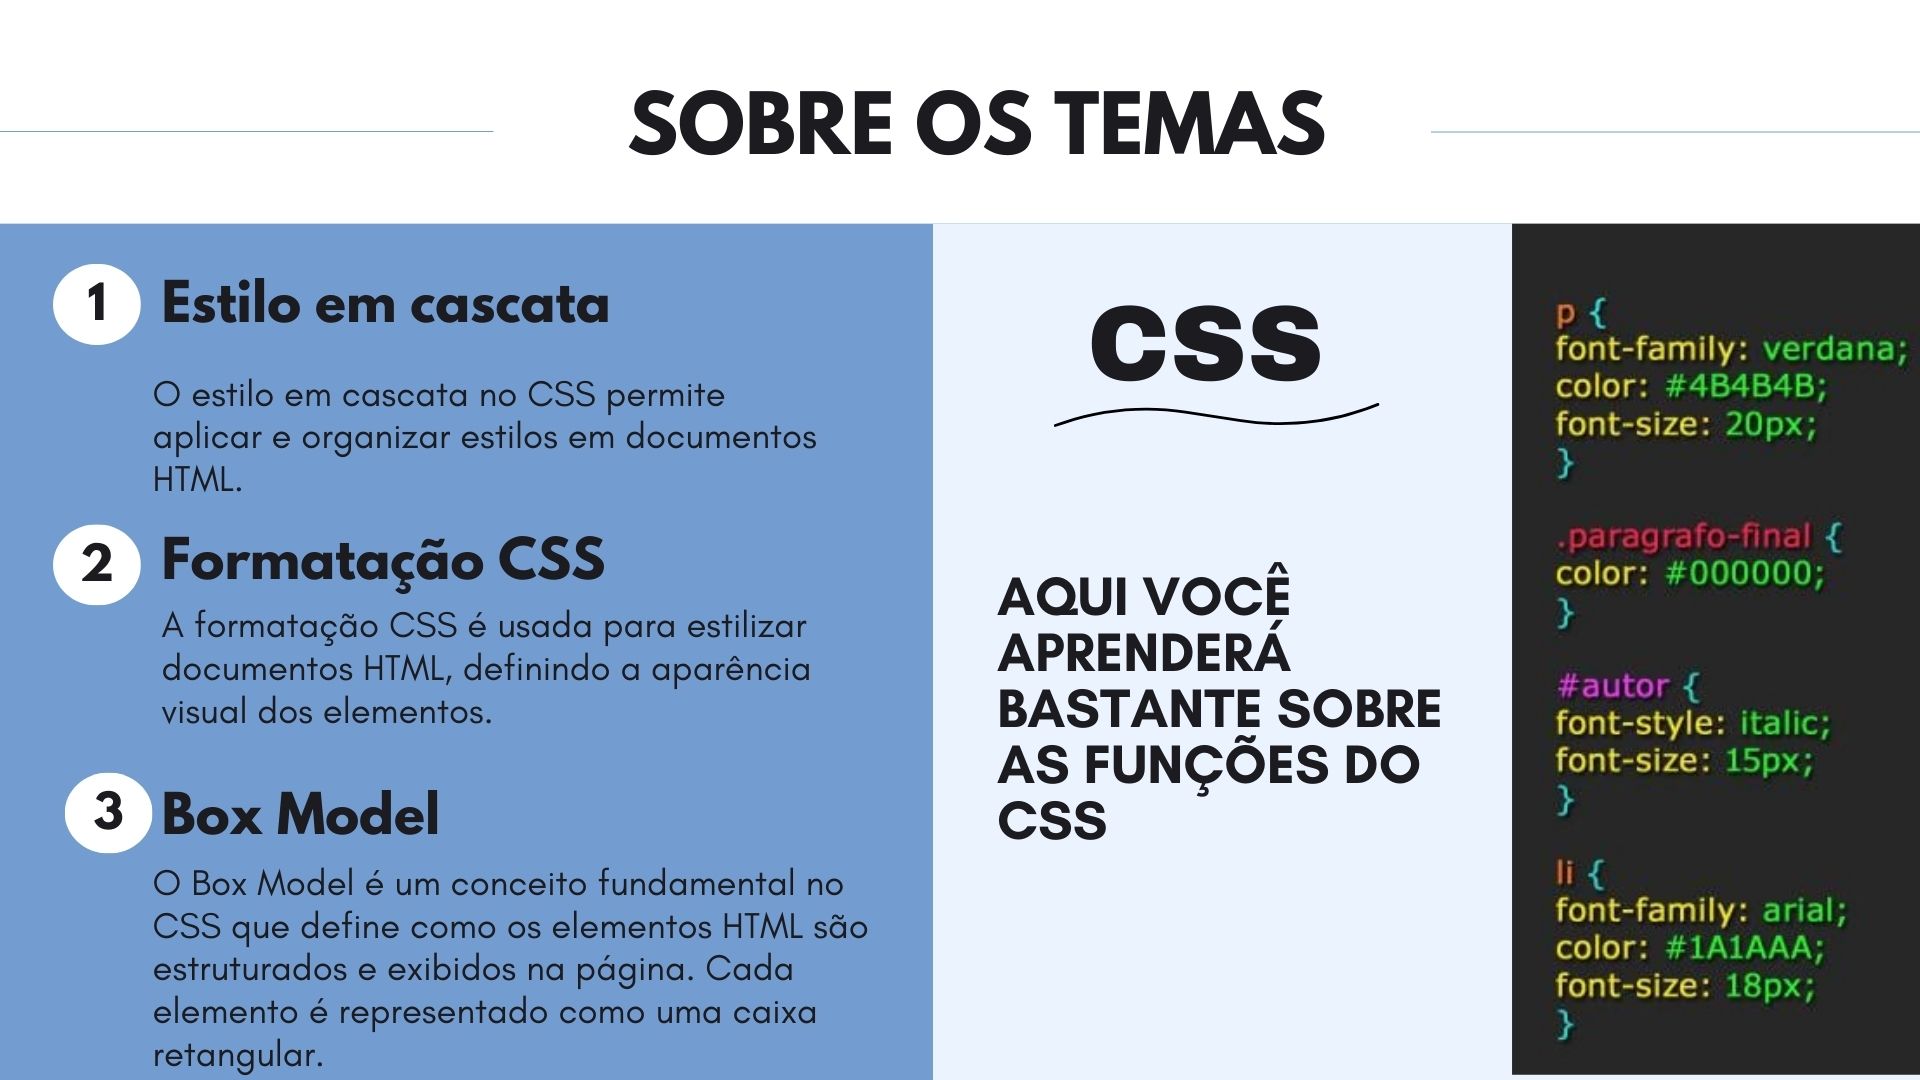 SOBRE OS TEMAS
1 Estilo em cascata
O estilo em cascata no CSS permite
aplicar e organizar estilos em documentos
HTML.
2 Formatação CSS
A formatação CSS é usada para estilizar
documentos HTML, definindo a aparência
visual dos elementos.
3 Box Model
O Box Model é um conceito fundamental no
CSS que define como os elementos HTML são
estruturados e exibidos na página. Cada
elemento é representado como uma caixa
retangular.
CSS
AQUI VOCÊ
APRENDERÁ
BASTANTE SOBRE
AS FUNÇÕES DO
CSS
p {
font-family: verdana;
color: #4B4B4B;
font-size: 20px;
}
.paragrafo-final {
color: #000000;
}
#autor {
font-style: italic;
font-size: 15px;
}
li {
font-family: arial;
color: #1A1AAA;
font-size: 18px;
}